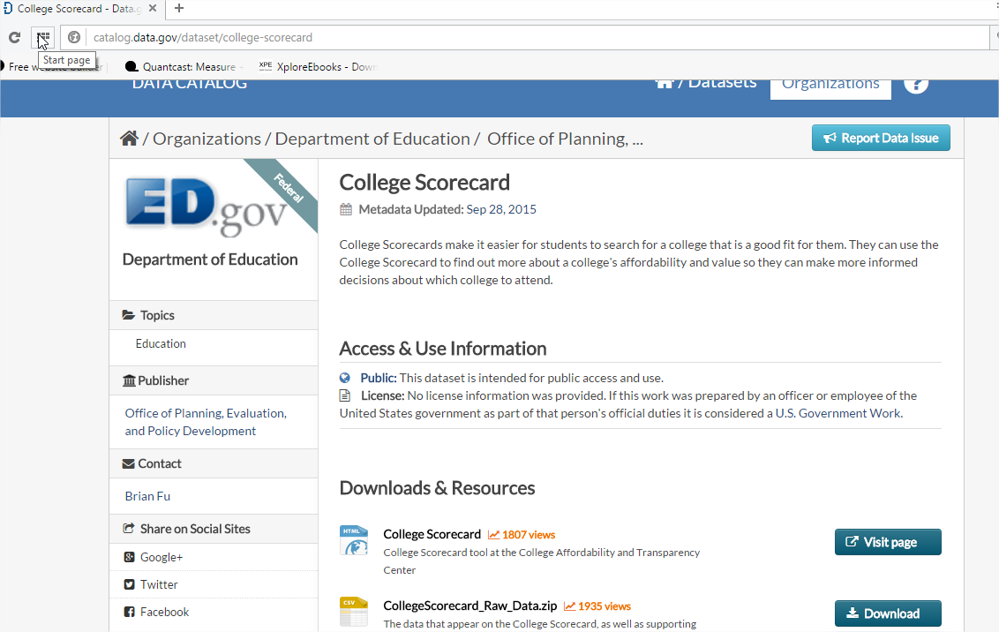 College Scorecard - Data.g
catalog.data.gov/dataset/college-scorecard
Start page
Free website builder
Quantcast: Measure -
XPE XploreEbooks - Down
DATA CATALOG
/ Datasets
Organizations
?
/ Organizations / Department of Education / Office of Planning, ...
Report Data Issue
ED.gov
Federal
Department of Education
Topics
Education
Publisher
Office of Planning, Evaluation,
and Policy Development
Contact
Brian Fu
Share on Social Sites
Google+
Twitter
Facebook
College Scorecard
Metadata Updated: Sep 28, 2015
College Scorecards make it easier for students to search for a college that is a good fit for them. They can use the
College Scorecard to find out more about a college's affordability and value so they can make more informed
decisions about which college to attend.
Access & Use Information
Public: This dataset is intended for public access and use.
License: No license information was provided. If this work was prepared by an officer or employee of the
United States government as part of that person's official duties it is considered a U.S. Government Work.
Downloads & Resources
HTML
College Scorecard 1807 views
College Scorecard tool at the College Affordability and Transparency
Center
Visit page
CSV
CollegeScorecard_Raw_Data.zip 1935 views
The data that appear on the College Scorecard, as well as supporting
Download